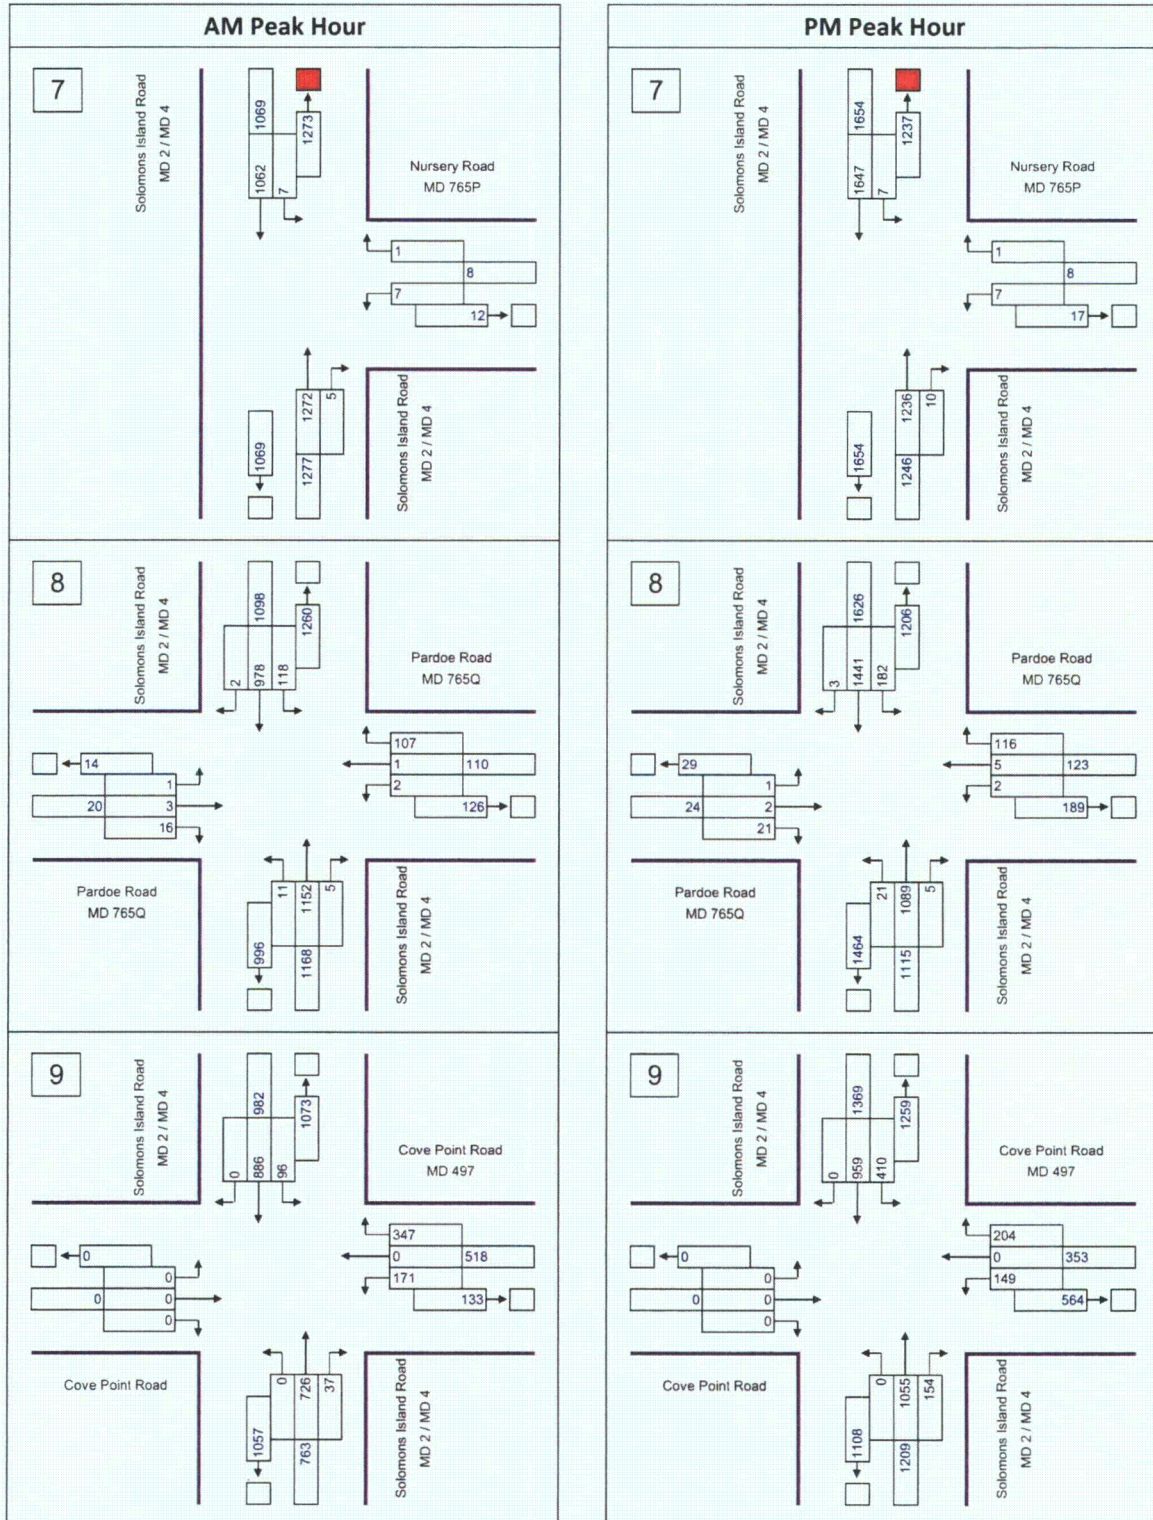 AM Peak Hour
7
Solomons Island Road
MD 2 / MD 4
1069
1062
7
1273
Nursery Road
MD 765P
1
8
7
12
1272
5
1277
1069
Solomons Island Road
MD 2 / MD 4
8
Solomons Island Road
MD 2 / MD 4
1098
2
978
118
1260
Pardoe Road
MD 765Q
107
1
110
2
126
14
1
20
3
16
Pardoe Road
MD 765Q
11
1152
5
996
1168
Solomons Island Road
MD 2 / MD 4
9
Solomons Island Road
MD 2 / MD 4
982
0
886
96
1073
Cove Point Road
MD 497
347
0
518
171
133
0
0
0
0
0
Cove Point Road
0
726
37
1057
763
Solomons Island Road
MD 2 / MD 4
PM Peak Hour
7
Solomons Island Road
MD 2 / MD 4
1654
1647
7
1237
Nursery Road
MD 765P
1
8
7
17
1236
10
1246
1654
Solomons Island Road
MD 2 / MD 4
8
Solomons Island Road
MD 2 / MD 4
1626
3
1441
182
1206
Pardoe Road
MD 765Q
116
5
123
2
189
29
1
24
2
21
Pardoe Road
MD 765Q
21
1089
5
1464
1115
Solomons Island Road
MD 2 / MD 4
9
Solomons Island Road
MD 2 / MD 4
1369
0
959
410
1259
Cove Point Road
MD 497
204
0
353
149
564
0
0
0
0
0
Cove Point Road
0
1055
154
1108
1209
Solomons Island Road
MD 2 / MD 4